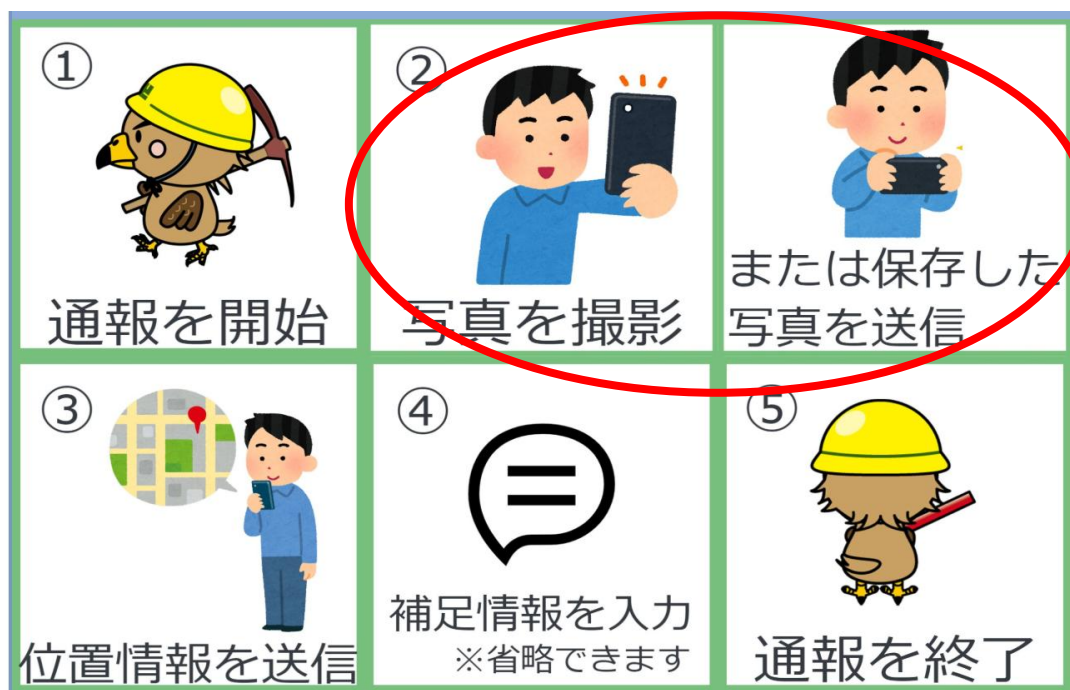 ①
通報を開始
②
写真を撮影
または保存した
写真を送信
③
位置情報を送信
④
補足情報を入力
※省略できます
⑤
通報を終了